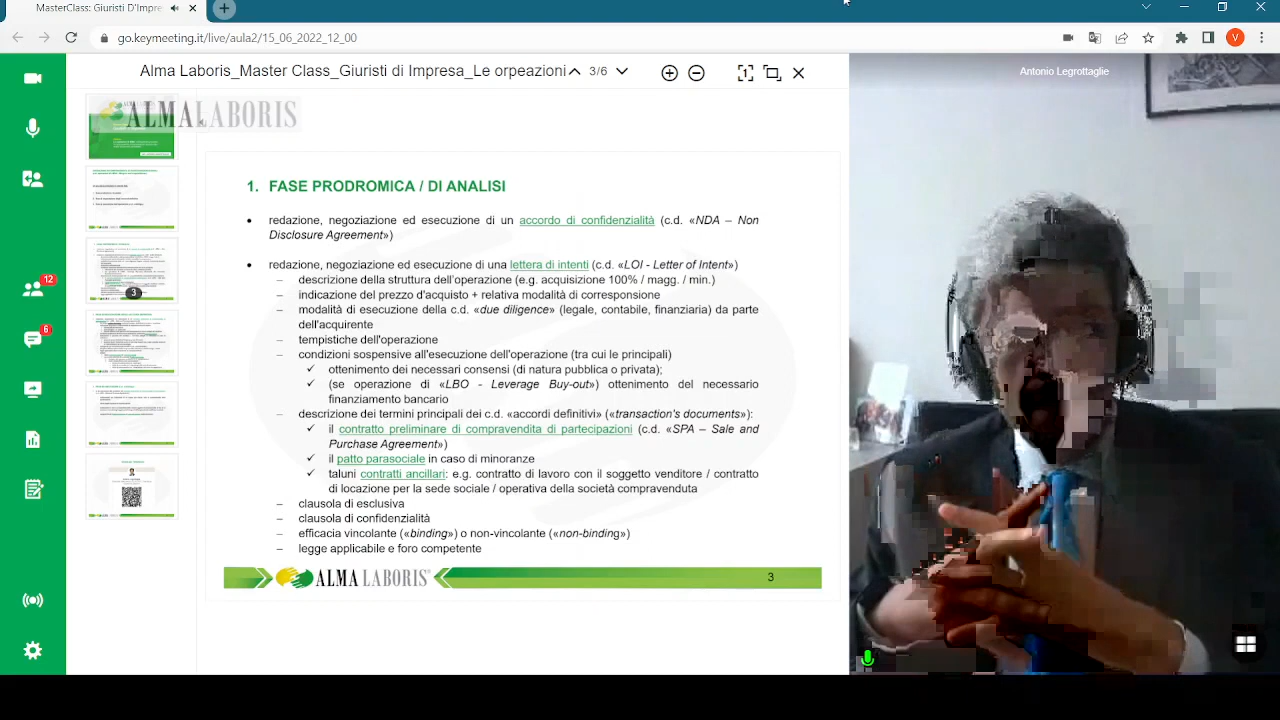 MasterClass: Giuristi D'Impre
go.keymeeting.it/live/aula2/15_06_2022_12_00
V
Alma Laboris_Master Class_Giuristi di Impresa_Le orpeazioni
3/6
Antonio Legrottaglie
ALMALABORIS
1. FASE PRODROMICA / DI ANALISI
• redazione, negoziazione ed esecuzione di un accordo di confidenzialità (c.d. «NDA – Non
Disclosure Agreement»)
• redazione, negoziazione ed esecuzione di una lettera di intenti (c.d. «LOI - Letter of Intent»)
– descrizione della struttura dell'operazione (e.g. acquisizione 100% / magg. / min.)
– indicazione del prezzo d'acquisto + relativa modalità di corresponsione
– modalità di esecuzione della c.d. «due diligence» (legale, contabile, finanziaria) da parte
dell'acquirente
– tempistiche dell'operazione
– condizioni sospensive all'esecuzione dell'operazione (tra cui le principali)
ottenimento dei necessari consensi (di natura pubblica o privata);
✓ (se operazione di «LBO - Leverage Buy-out») ottenimento del necessario
finanziamento bancario
– definizione dei termini principali dei c.d. «accordi definitivi» («transaction's documents»):
✓ il contratto preliminare di compravendita di partecipazioni (c.d. «SPA – Sale and
Purchase Agreement»)
✓ il patto parasociale in caso di minoranze
✓ taluni contratti ancillari: e.g. contratto di lavoro con il soggetto venditore / contratto
di locazione per la sede sociale / operativa della società compravenduta
– clausola di esclusiva
– clausola di confidenzialità
– efficacia vincolante («binding») o non-vincolante («non-binding»)
– legge applicabile e foro competente
ALMA LABORIS®
3
12
6
3